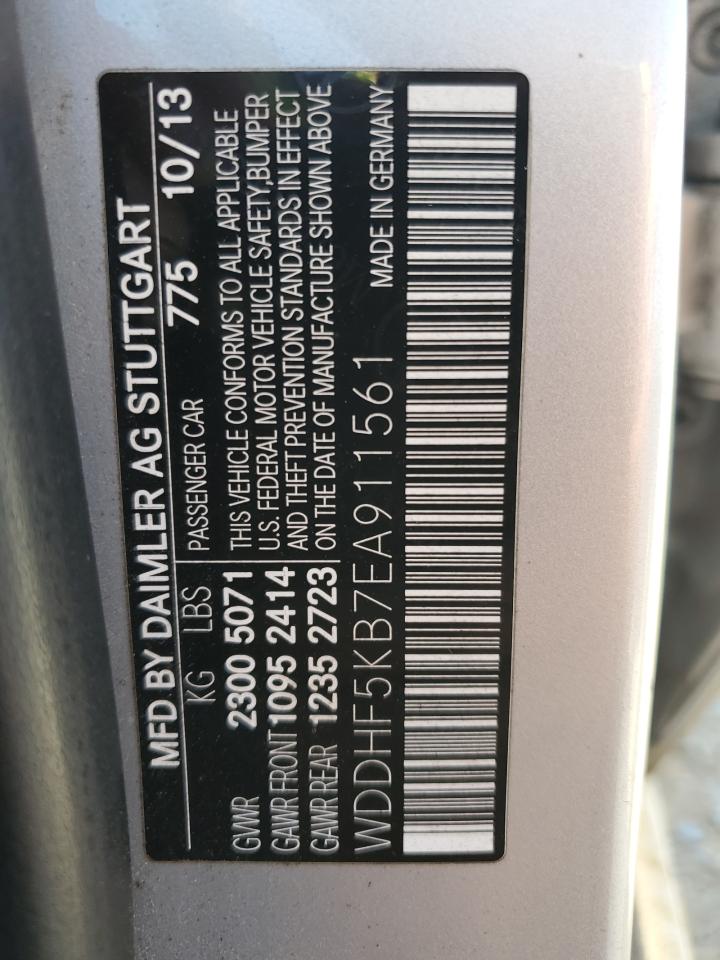 MFD BY DAIMLER AG STUTTGART
KG LBS 775 10/13
PASSENGER CAR
GVWR 2300 5071 THIS VEHICLE CONFORMS TO ALL APPLICABLE
GAWR FRONT 1095 2414 U.S. FEDERAL MOTOR VEHICLE SAFETY,BUMPER
AND THEFT PREVENTION STANDARDS IN EFFECT
GAWR REAR 1235 2723 ON THE DATE OF MANUFACTURE SHOWN ABOVE
WDDHF5KB7EA911561 MADE IN GERMANY